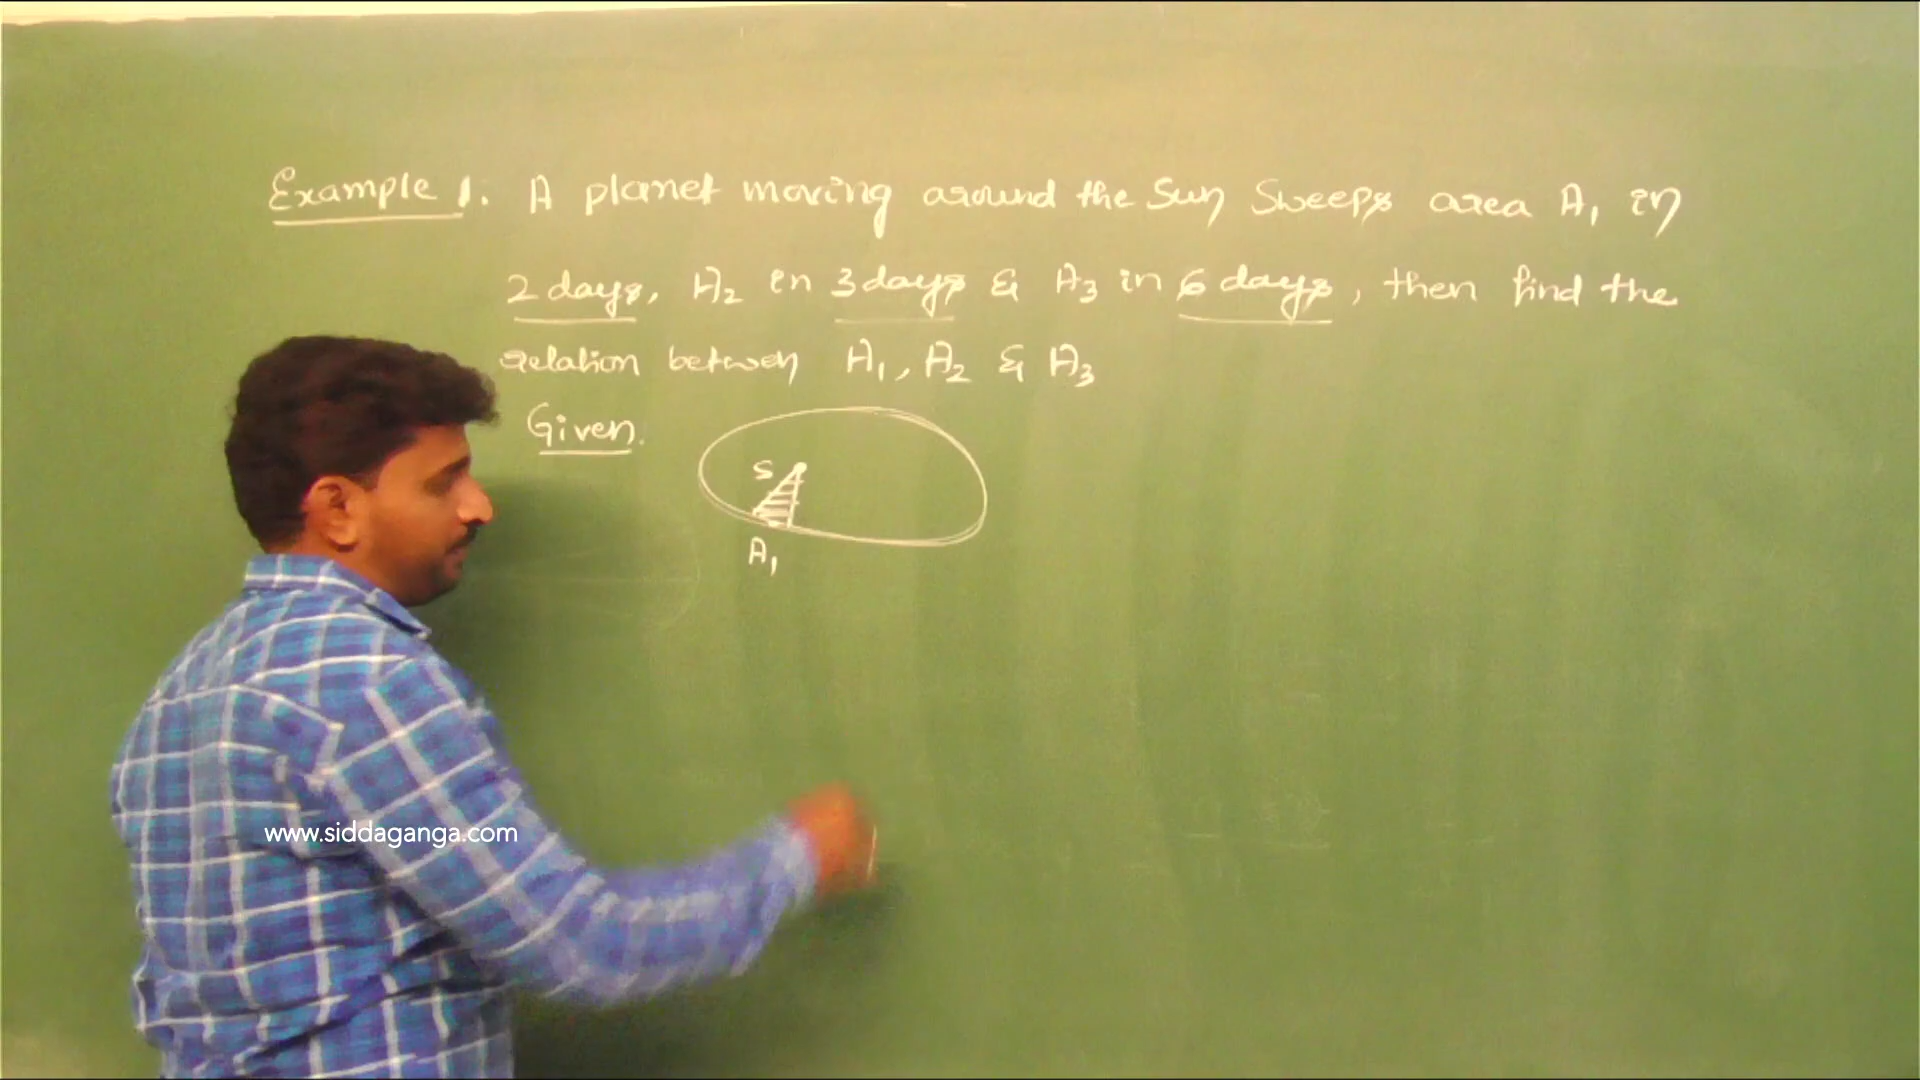 Example 1. A planet moving around the Sun Sweeps area A1 in
2 days, A2 in 3 days & A3 in 6 days, then find the
relation betwen A1, A2 & A3
Given.
S
A1
www.siddaganga.com